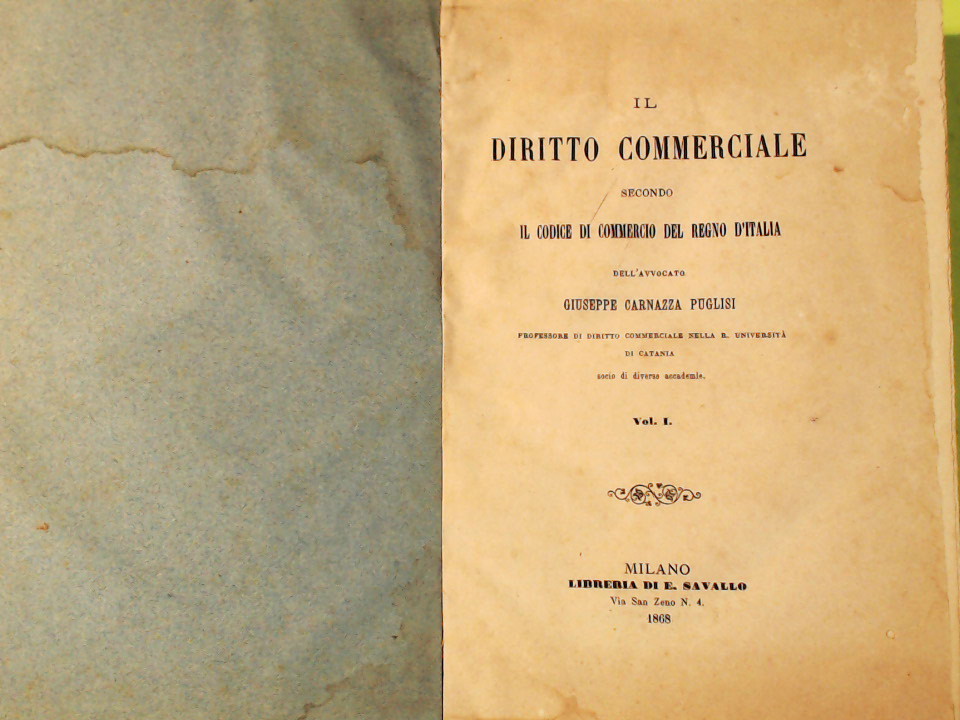 IL
DIRITTO COMMERCIALE
SECONDO
IL CODICE DI COMMERCIO DEL REGNO D'ITALIA
DELL'AVVOCATO
GIUSEPPE CARNAZZA PUGLISI
PROFESSORE DI DIRITTO COMMERCIALE NELLA R. UNIVERSITÀ
DI CATANIA
socio di diverse accademie.
Vol. I.
MILANO
LIBRERIA DI E. SAVALLO
Via San Zeno N. 4.
1868